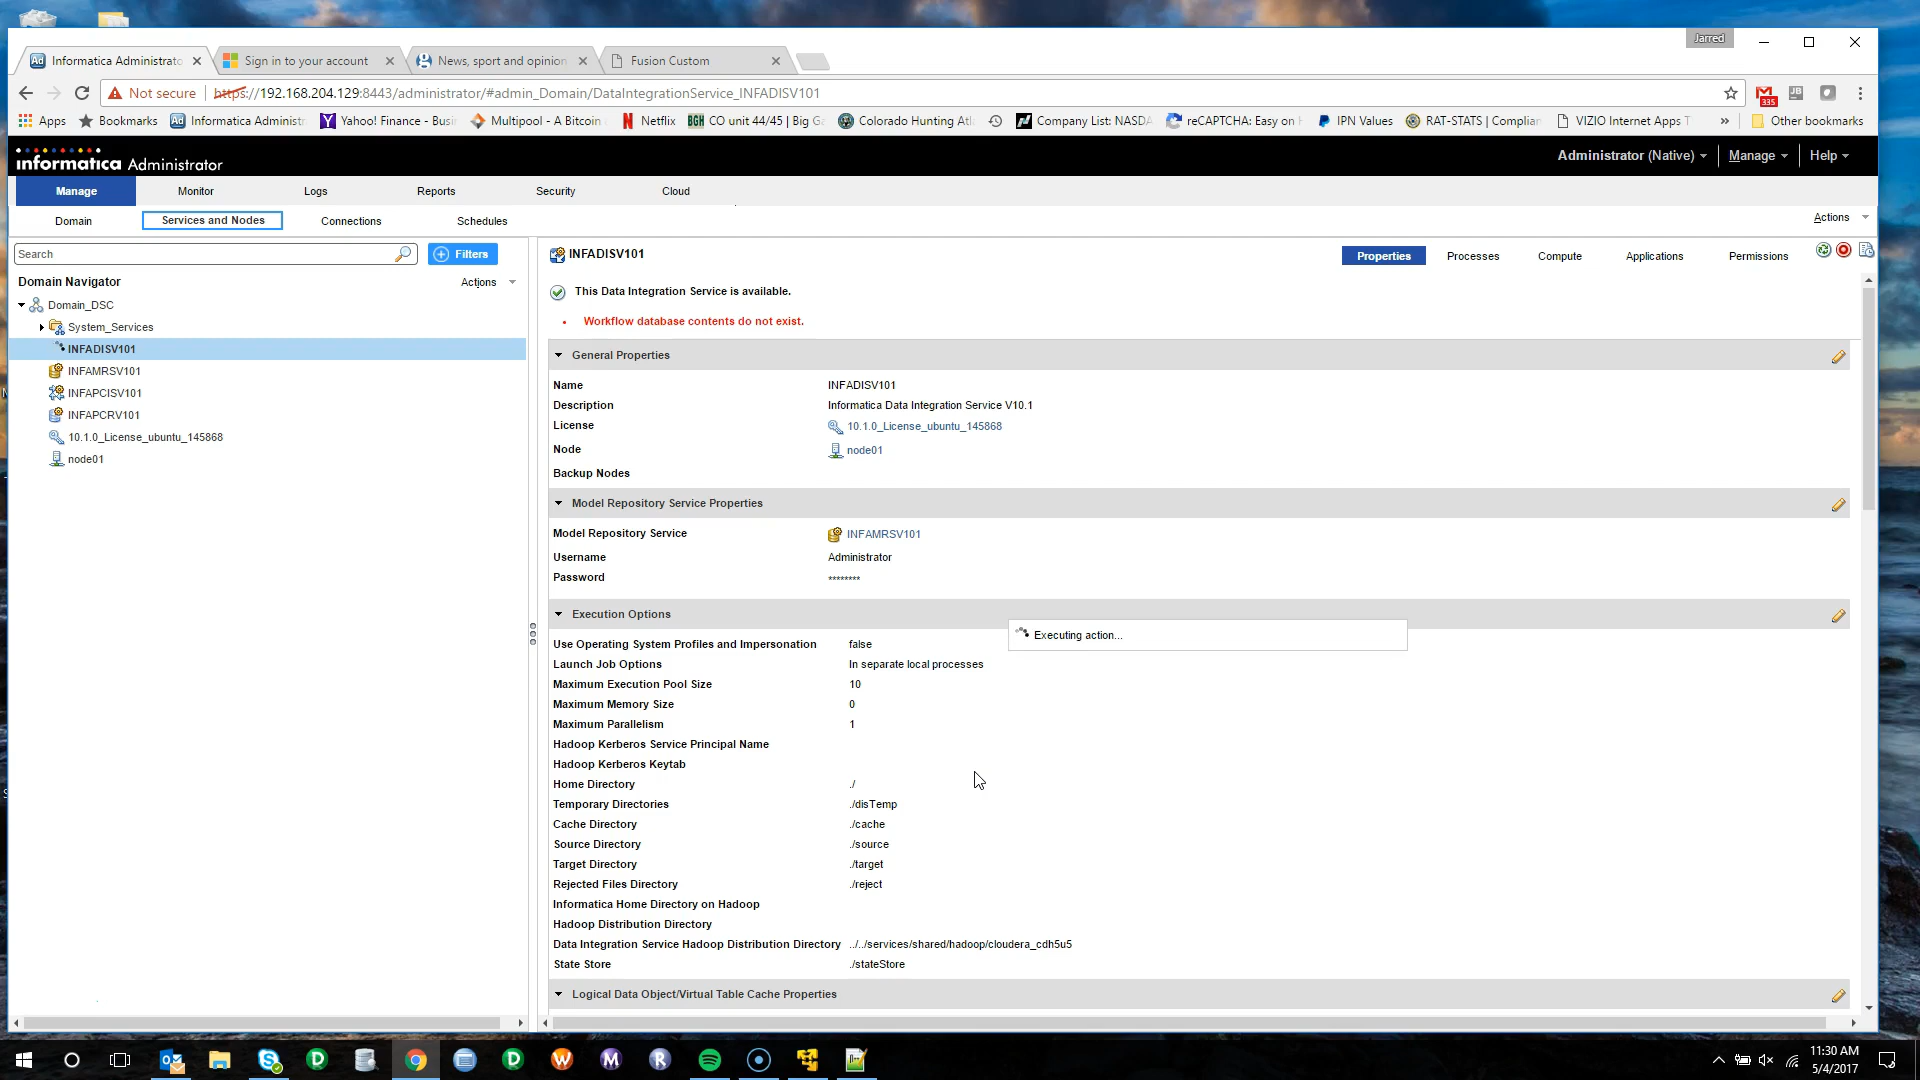 Jarred
Informatica Administrato
Sign in to your account
News, sport and opinion
Fusion Custom
Not secure
https://192.168.204.129:8443/administrator/#admin_Domain/DataIntegrationService_INFADISV101
335
JB
Apps
Bookmarks
Informatica Administ
Yahoo! Finance - Busi
Multipool - A Bitcoin
Netflix
CO unit 44/45 | Big G
Colorado Hunting Atl
Company List: NASDA
reCAPTCHA: Easy on
IPN Values
RAT-STATS | Complian
VIZIO Internet Apps T
»
Other bookmarks
informatica Administrator
Administrator (Native)
Manage
Help
Manage
Monitor
Logs
Reports
Security
Cloud
Domain
Services and Nodes
Connections
Schedules
Actions
Search
Filters
INFADISV101
Properties
Processes
Compute
Applications
Permissions
Domain Navigator
Actions
Domain_DSC
System_Services
INFADISV101
INFAMRSV101
INFAPCISV101
INFAPCRV101
10.1.0_License_ubuntu_145868
node01
This Data Integration Service is available.
• Workflow database contents do not exist.
General Properties
Name INFADISV101
Description Informatica Data Integration Service V10.1
License 10.1.0_License_ubuntu_145868
Node node01
Backup Nodes
Model Repository Service Properties
Model Repository Service INFAMRSV101
Username Administrator
Password ********
Execution Options
Executing action...
Use Operating System Profiles and Impersonation false
Launch Job Options In separate local processes
Maximum Execution Pool Size 10
Maximum Memory Size 0
Maximum Parallelism 1
Hadoop Kerberos Service Principal Name
Hadoop Kerberos Keytab
Home Directory ./
Temporary Directories ./disTemp
Cache Directory ./cache
Source Directory ./source
Target Directory ./target
Rejected Files Directory ./reject
Informatica Home Directory on Hadoop
Hadoop Distribution Directory
Data Integration Service Hadoop Distribution Directory ../../services/shared/hadoop/cloudera_cdh5u5
State Store ./stateStore
Logical Data Object/Virtual Table Cache Properties
11:30 AM
5/4/2017